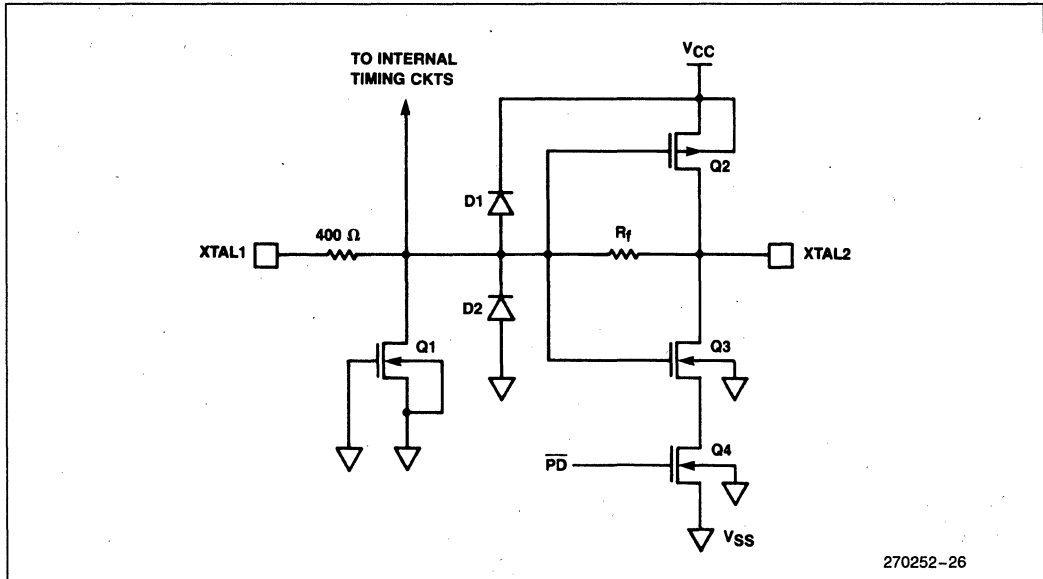 TO INTERNAL
TIMING CKTS
VCC
Q2
D1
XTAL1
400 Ω
Rf
XTAL2
D2
Q1
Q3
PD
Q4
VSS
270252-26